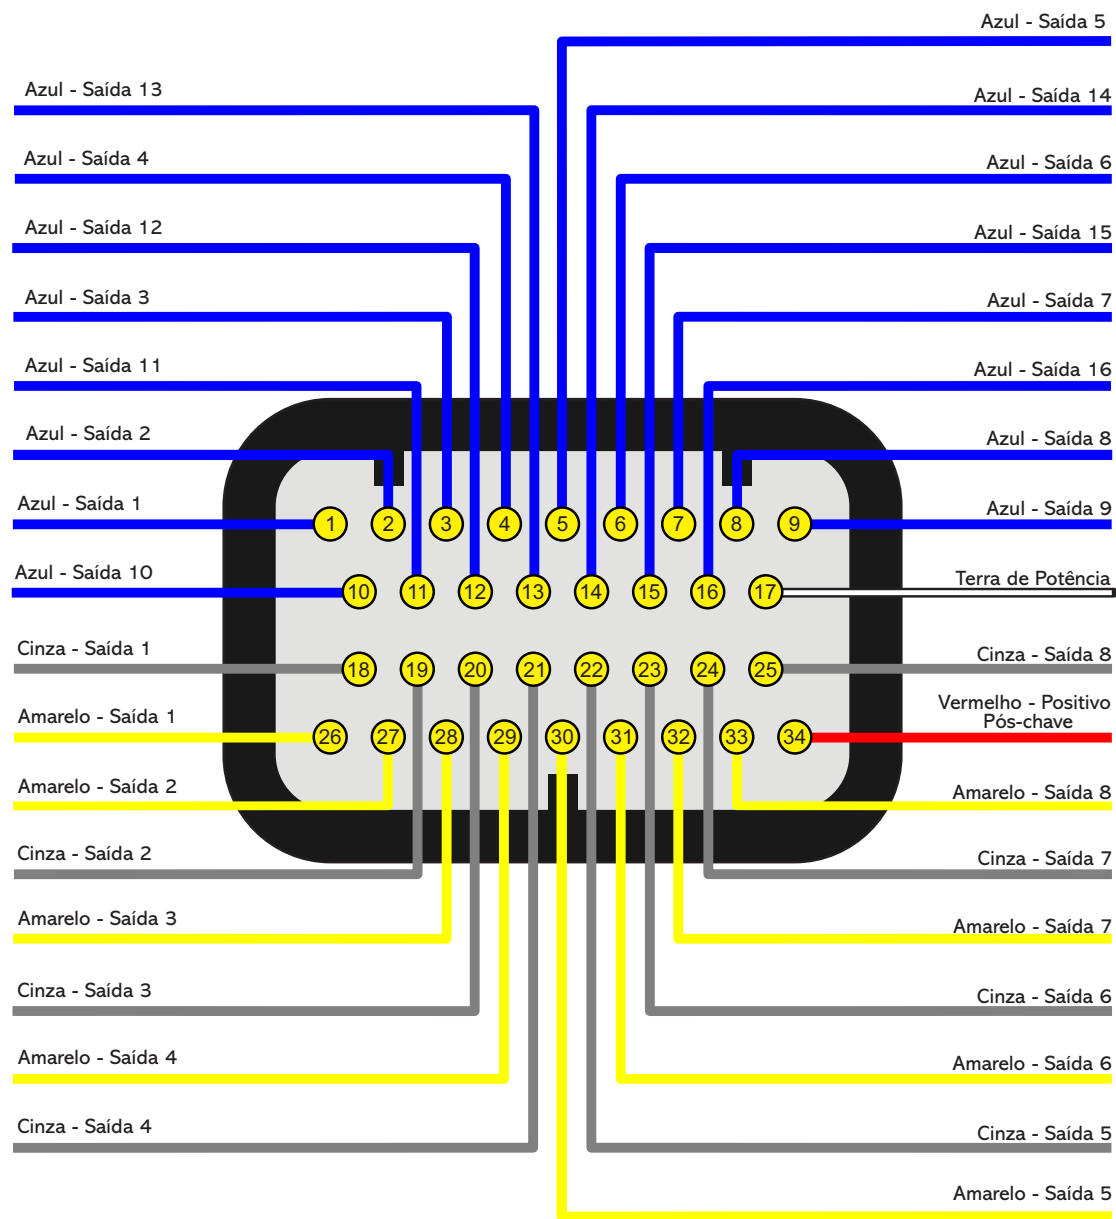 Azul - Saída 5
Azul - Saída 13
Azul - Saída 14
Azul - Saída 4
Azul - Saída 6
Azul - Saída 12
Azul - Saída 15
Azul - Saída 3
Azul - Saída 7
Azul - Saída 11
Azul - Saída 16
Azul - Saída 2
Azul - Saída 8
Azul - Saída 1
1 2 3 4 5 6 7 8 9
Azul - Saída 9
Azul - Saída 10
10 11 12 13 14 15 16 17
Terra de Potência
Cinza - Saída 1
18 19 20 21 22 23 24 25
Cinza - Saída 8
Amarelo - Saída 1
26 27 28 29 30 31 32 33 34
Vermelho - Positivo
Pós-chave
Amarelo - Saída 2
Amarelo - Saída 8
Cinza - Saída 2
Cinza - Saída 7
Amarelo - Saída 3
Amarelo - Saída 7
Cinza - Saída 3
Cinza - Saída 6
Amarelo - Saída 4
Amarelo - Saída 6
Cinza - Saída 4
Cinza - Saída 5
Amarelo - Saída 5